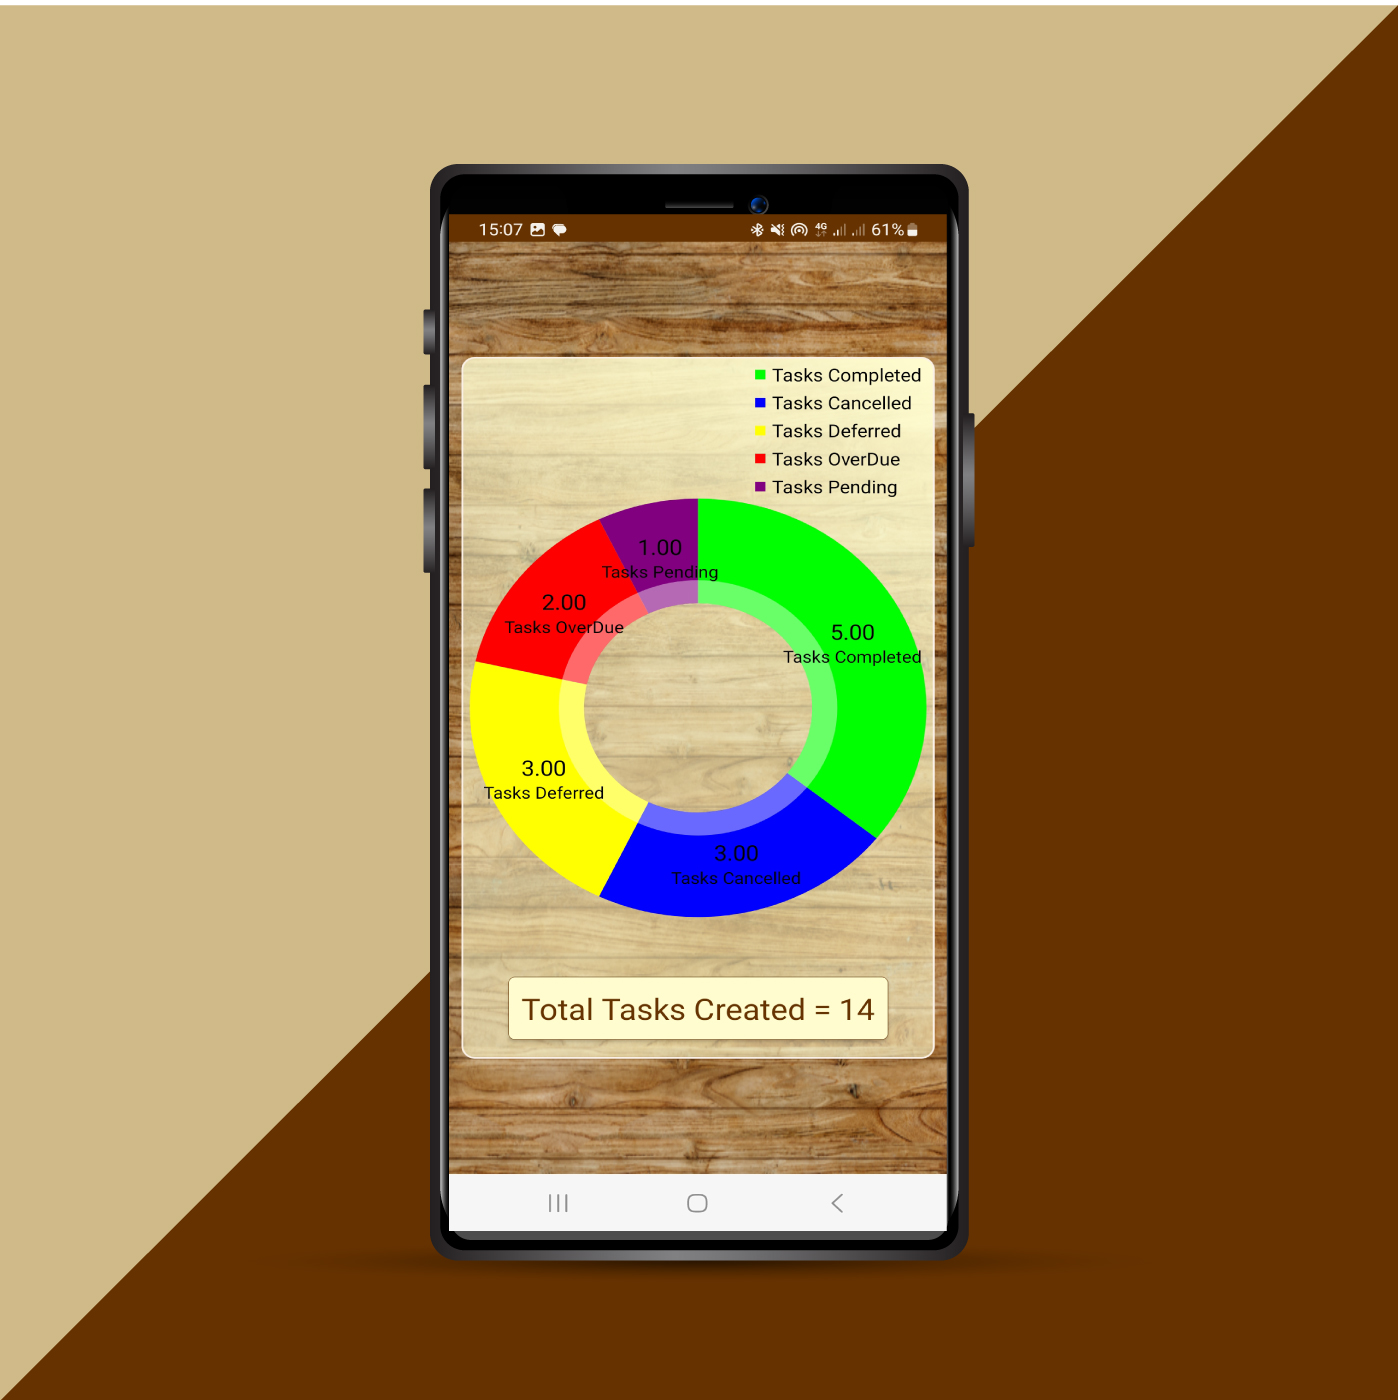 15:07
4G
61%
Tasks Completed
Tasks Cancelled
Tasks Deferred
Tasks OverDue
Tasks Pending
1.00
Tasks Pending
2.00
Tasks OverDue
5.00
Tasks Completed
3.00
Tasks Deferred
3.00
Tasks Cancelled
Total Tasks Created = 14